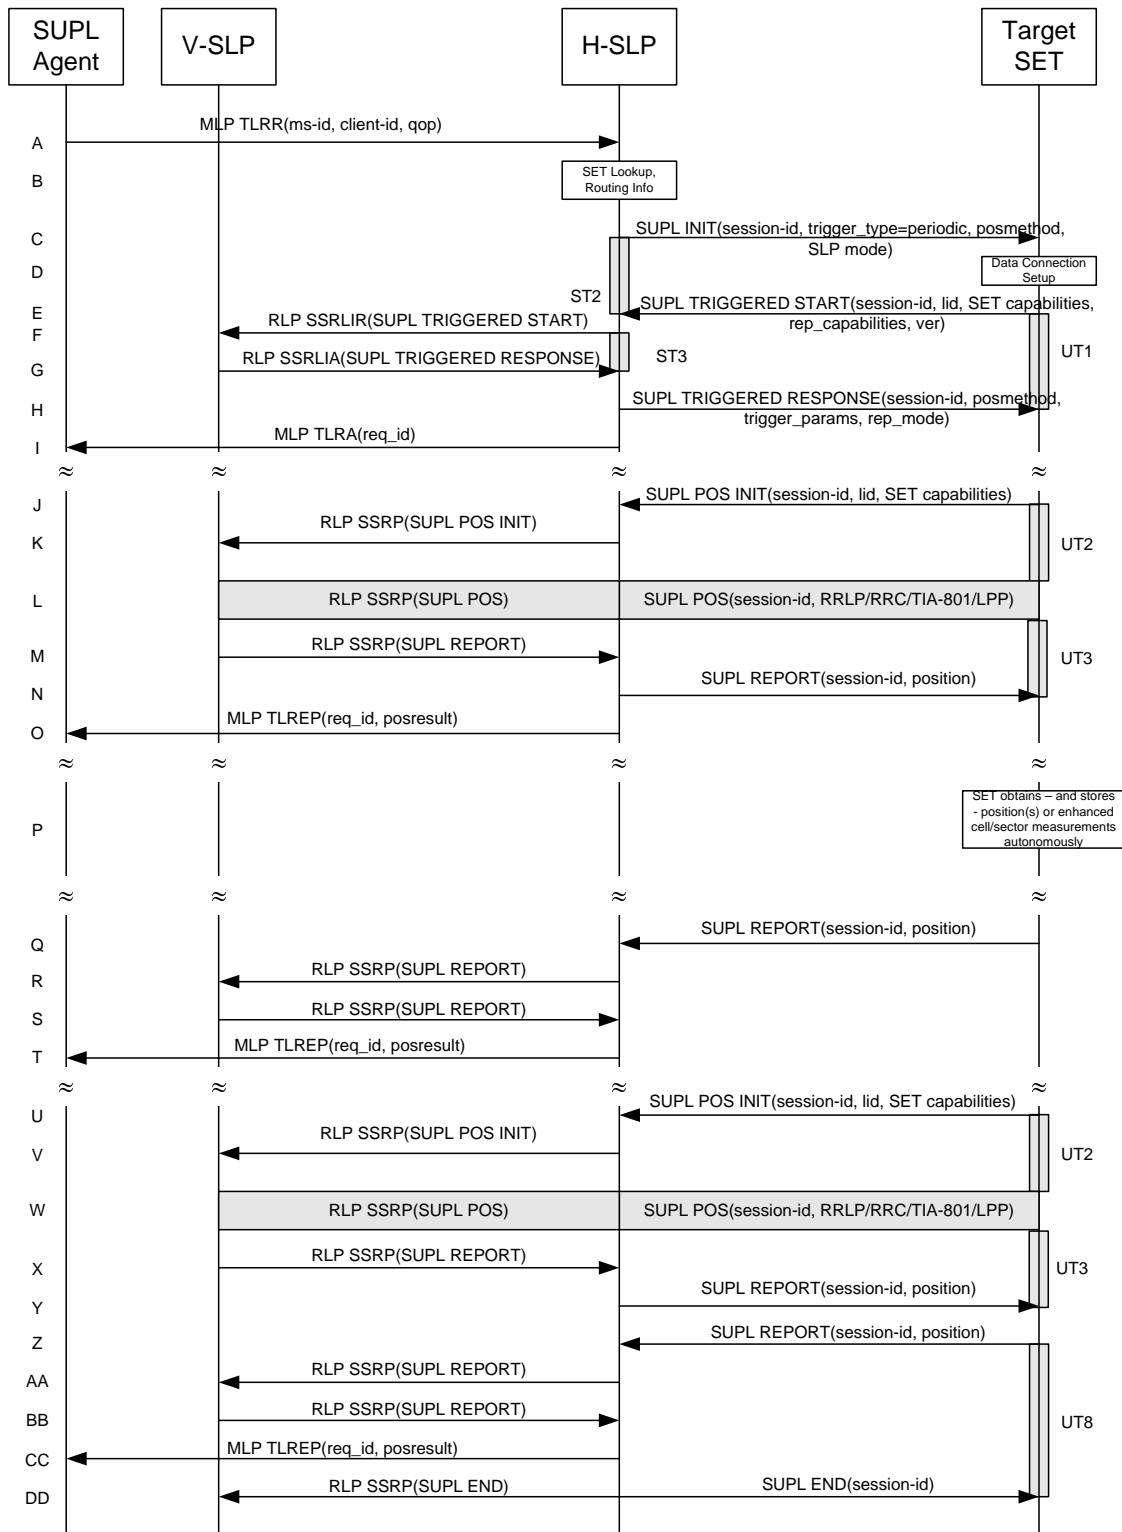 SUPL
Agent
V-SLP
H-SLP
Target
SET
A
MLP TLRR(ms-id, client-id, qop)
B
SET Lookup,
Routing Info
C
SUPL INIT(session-id, trigger_type=periodic, posmethod,
SLP mode)
D
Data Connection
Setup
ST2
E
SUPL TRIGGERED START(session-id, lid, SET capabilities,
rep_capabilities, ver)
F
RLP SSRLIR(SUPL TRIGGERED START)
UT1
G
RLP SSRLIA(SUPL TRIGGERED RESPONSE)
ST3
H
SUPL TRIGGERED RESPONSE(session-id, posmethod,
trigger_params, rep_mode)
I
MLP TLRA(req_id)
≈ ≈ ≈ ≈
J
SUPL POS INIT(session-id, lid, SET capabilities)
K
RLP SSRP(SUPL POS INIT)
UT2
L
RLP SSRP(SUPL POS)
SUPL POS(session-id, RRLP/RRC/TIA-801/LPP)
M
RLP SSRP(SUPL REPORT)
UT3
N
SUPL REPORT(session-id, position)
O
MLP TLREP(req_id, posresult)
≈ ≈ ≈ ≈
P
SET obtains – and stores
- position(s) or enhanced
cell/sector measurements
autonomously
≈ ≈ ≈ ≈
Q
SUPL REPORT(session-id, position)
R
RLP SSRP(SUPL REPORT)
S
RLP SSRP(SUPL REPORT)
T
MLP TLREP(req_id, posresult)
≈ ≈ ≈ ≈
U
SUPL POS INIT(session-id, lid, SET capabilities)
V
RLP SSRP(SUPL POS INIT)
UT2
W
RLP SSRP(SUPL POS)
SUPL POS(session-id, RRLP/RRC/TIA-801/LPP)
X
RLP SSRP(SUPL REPORT)
UT3
Y
SUPL REPORT(session-id, position)
Z
SUPL REPORT(session-id, position)
AA
RLP SSRP(SUPL REPORT)
BB
RLP SSRP(SUPL REPORT)
UT8
CC
MLP TLREP(req_id, posresult)
DD
RLP SSRP(SUPL END)
SUPL END(session-id)